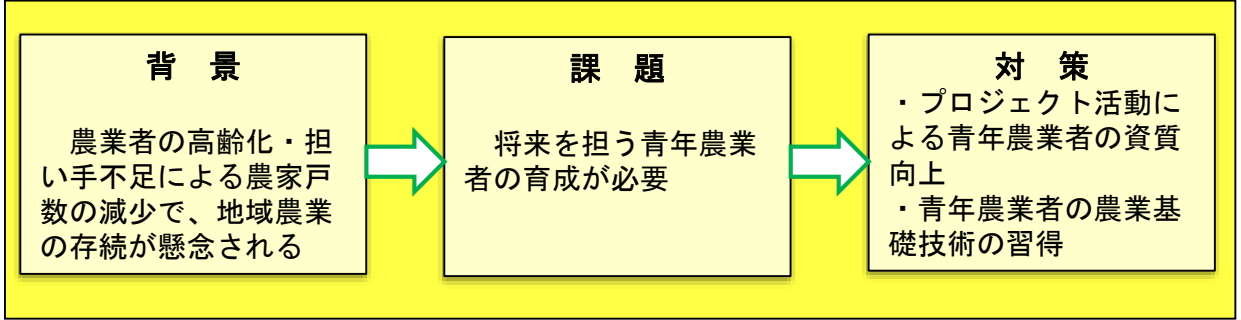 背　景
　農業者の高齢化・担
い手不足による農家戸
数の減少で、地域農業
の存続が懸念される
課　題
　将来を担う青年農業
者の育成が必要
対　策
・プロジェクト活動に
よる青年農業者の資質
向上
・青年農業者の農業基
礎技術の習得